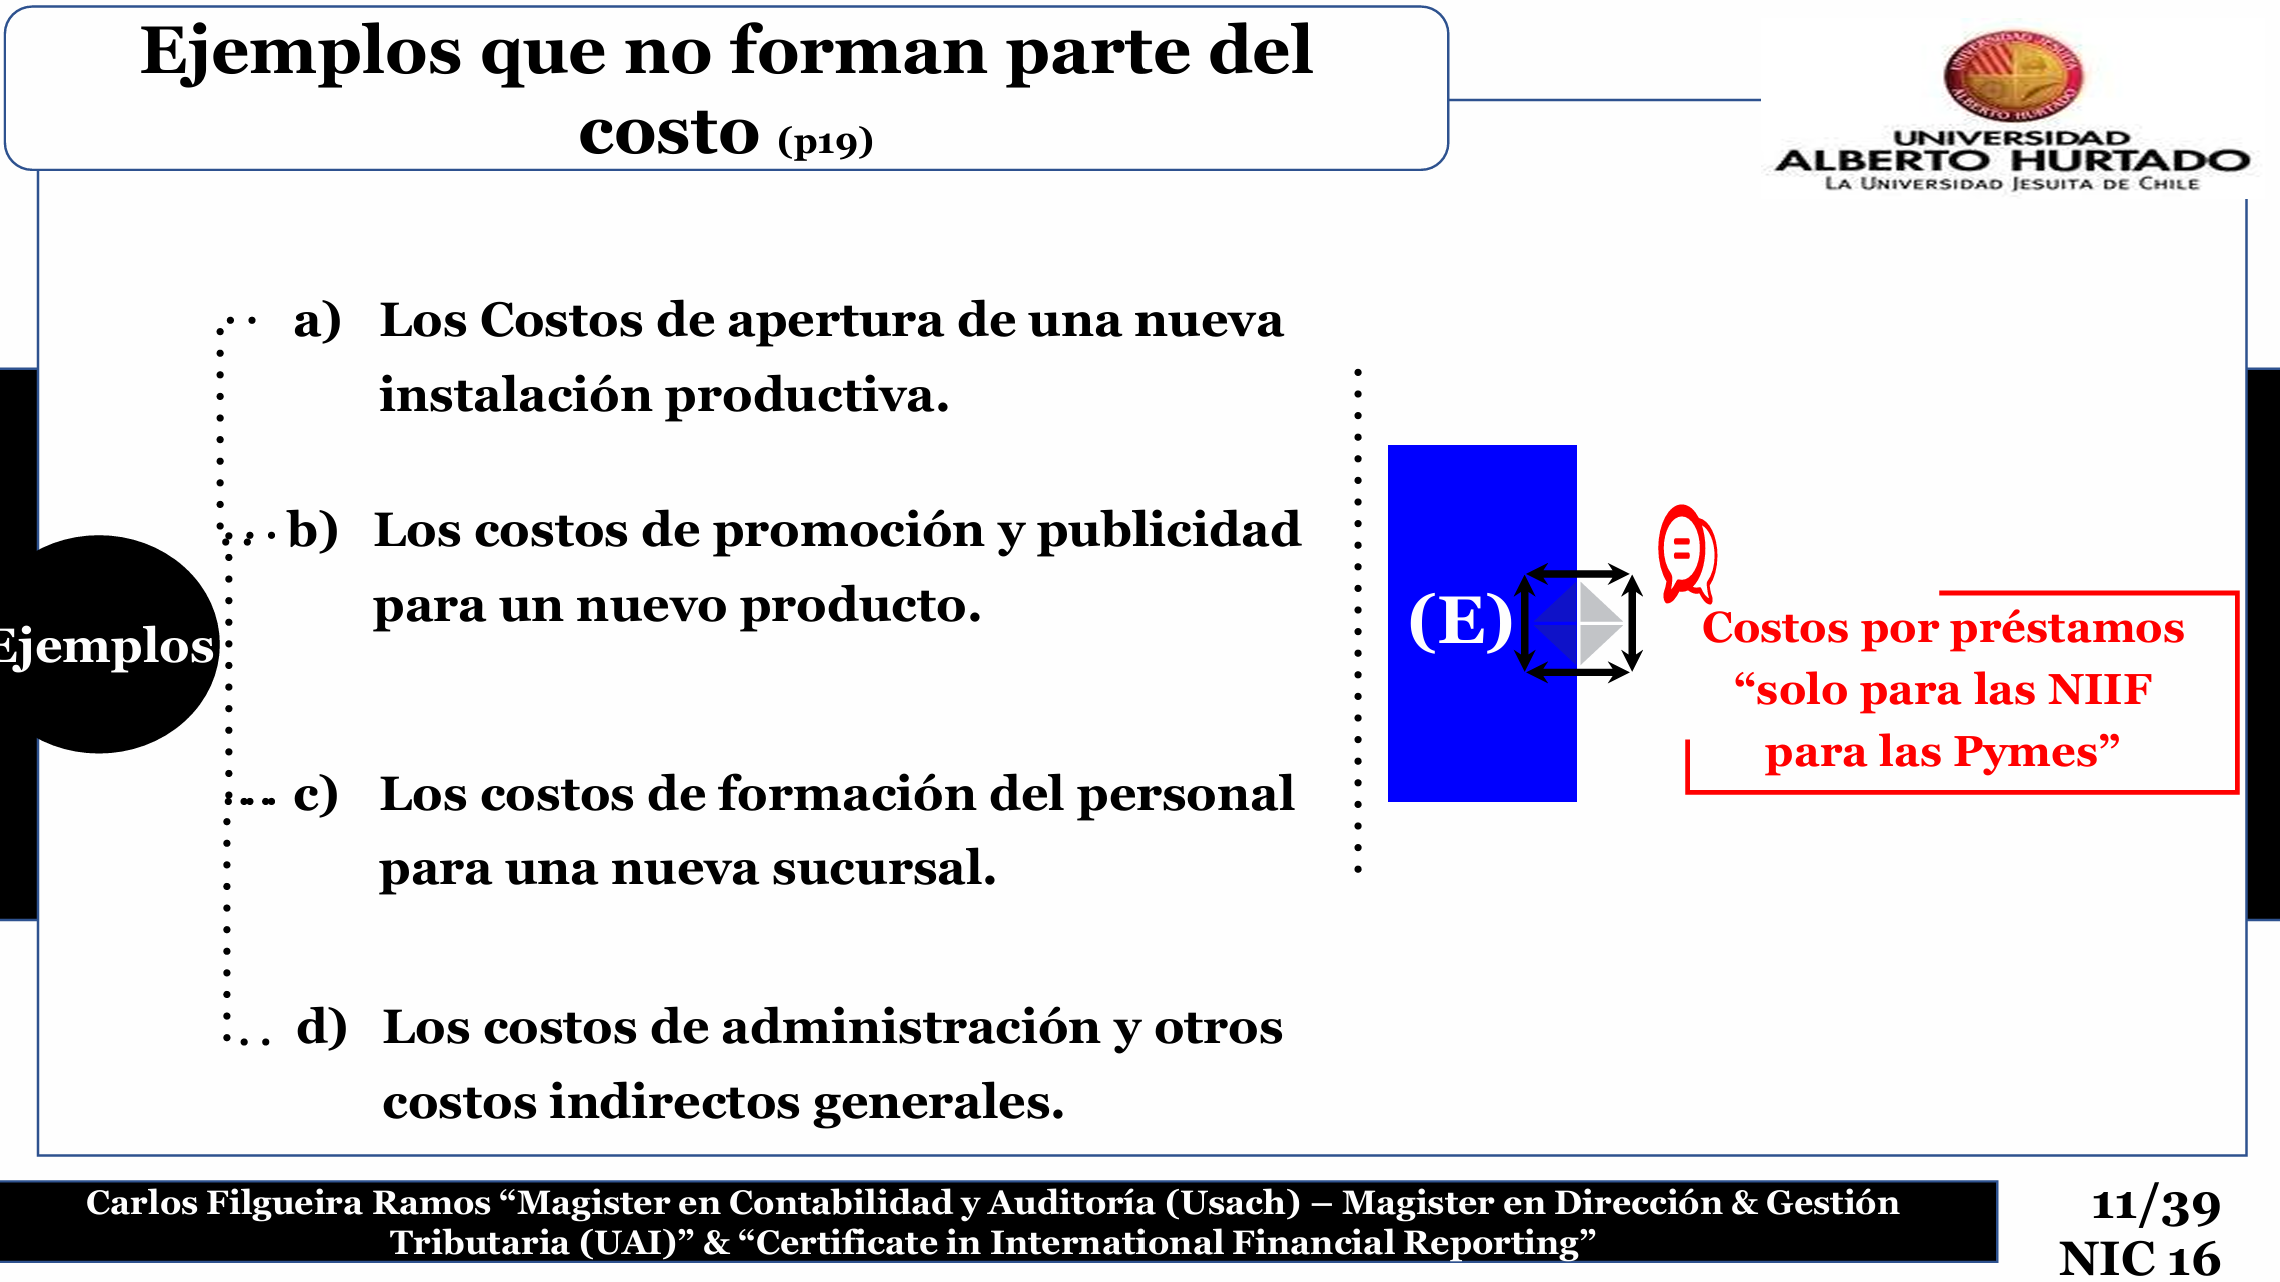 Ejemplos que no forman parte del
costo (p19)
UNIVERSIDAD
ALBERTO HURTADO
LA UNIVERSIDAD JESUITA DE CHILE
UNIVERSIDAD JESUITA
ALBERTO HURTADO
a) Los Costos de apertura de una nueva
instalación productiva.
b) Los costos de promoción y publicidad
para un nuevo producto.
Ejemplos
c) Los costos de formación del personal
para una nueva sucursal.
d) Los costos de administración y otros
costos indirectos generales.
(E)
Costos por préstamos
“solo para las NIIF
para las Pymes”
Carlos Filgueira Ramos “Magister en Contabilidad y Auditoría (Usach) – Magister en Dirección & Gestión
Tributaria (UAI)” & “Certificate in International Financial Reporting”
11/39
NIC 16